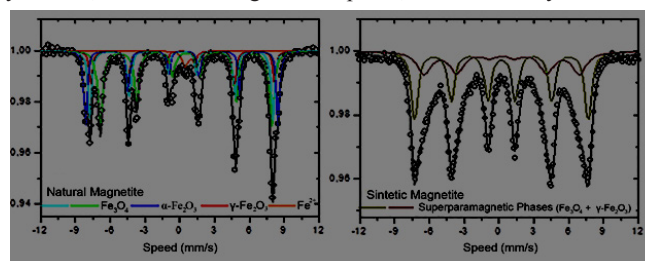 1,00
0,98
0,96
0,94
Natural Magnetite
Fe₃O₄ α-Fe₂O₃ γ-Fe₂O₃
-12 -9 -6 -3 0 3 6 9 12
Speed (mm/s)
1,00
0,98
0,96
Sintetic Magnetite
Superparamagnetic Phases (Fe₃O₄ + γ-Fe₂O₃)
-12 -9 -6 -3 0 3 6 9 12
Speed (mm/s)